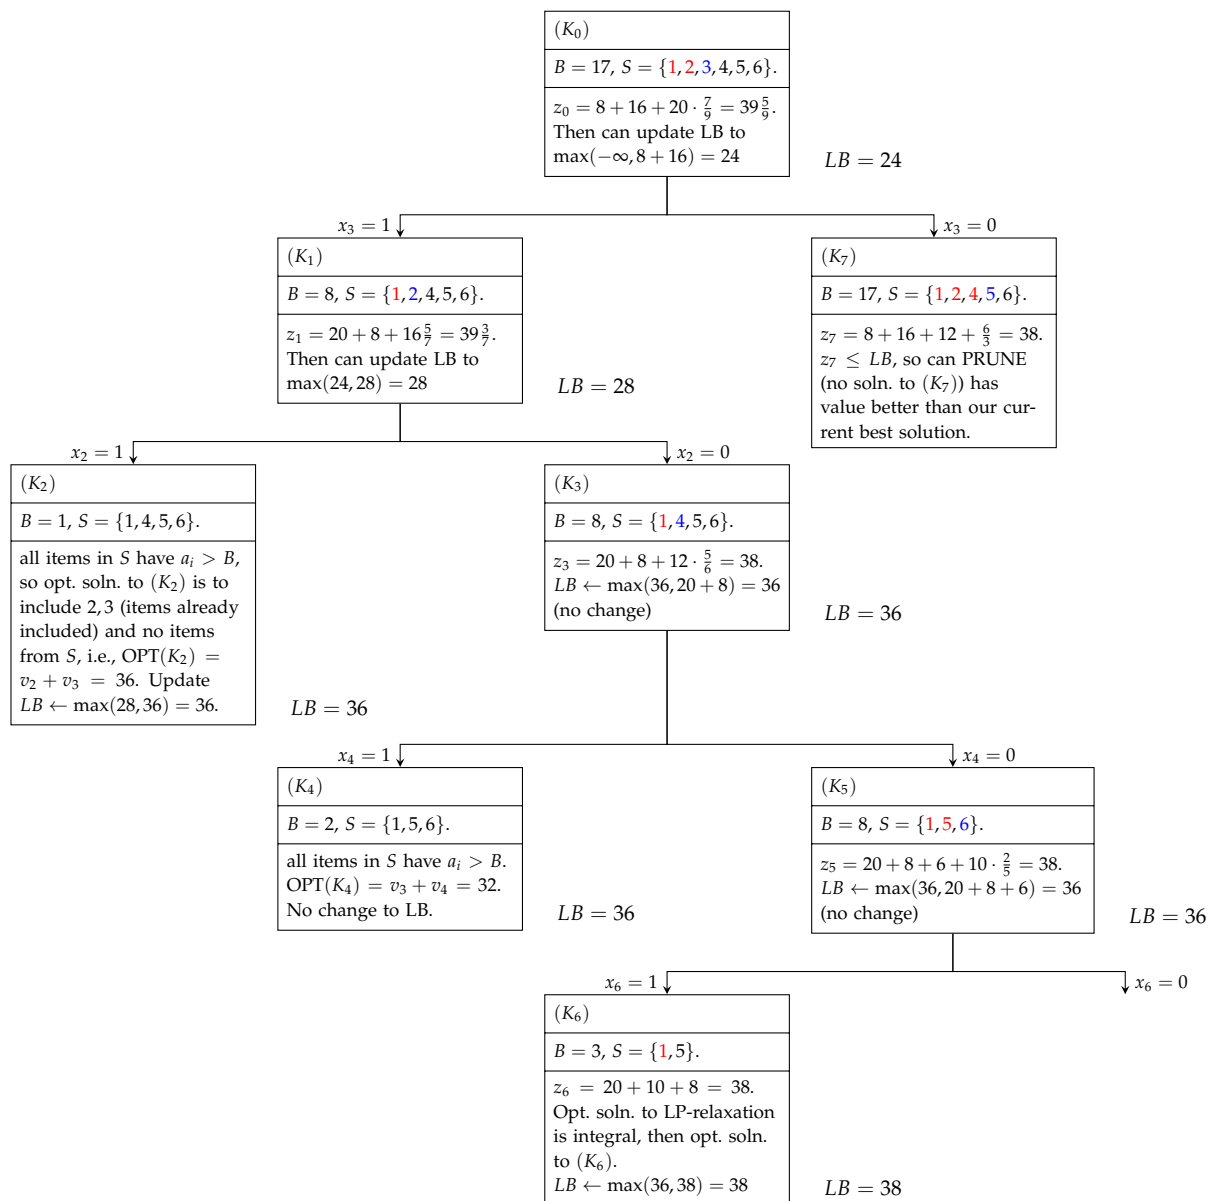 (K₀)
B = 17, S = {1, 2, 3, 4, 5, 6}.
z₀ = 8 + 16 + 20 · 7/9 = 39 5/9.
Then can update LB to
max(−∞, 8 + 16) = 24
LB = 24
x₃ = 1
x₃ = 0
(K₁)
B = 8, S = {1, 2, 4, 5, 6}.
z₁ = 20 + 8 + 16 5/7 = 39 3/7.
Then can update LB to
max(24, 28) = 28
LB = 28
(K₇)
B = 17, S = {1, 2, 4, 5, 6}.
z₇ = 8 + 16 + 12 + 6/3 = 38.
z₇ ≤ LB, so can PRUNE
(no soln. to (K₇)) has
value better than our cur-
rent best solution.
x₂ = 1
x₂ = 0
(K₂)
B = 1, S = {1, 4, 5, 6}.
all items in S have aᵢ > B,
so opt. soln. to (K₂) is to
include 2, 3 (items already
included) and no items
from S, i.e., OPT(K₂) =
v₂ + v₃ = 36. Update
LB ← max(28, 36) = 36.
LB = 36
(K₃)
B = 8, S = {1, 4, 5, 6}.
z₃ = 20 + 8 + 12 · 5/6 = 38.
LB ← max(36, 20 + 8) = 36
(no change)
LB = 36
x₄ = 1
x₄ = 0
(K₄)
B = 2, S = {1, 5, 6}.
all items in S have aᵢ > B.
OPT(K₄) = v₃ + v₄ = 32.
No change to LB.
LB = 36
(K₅)
B = 8, S = {1, 5, 6}.
z₅ = 20 + 8 + 6 + 10 · 2/5 = 38.
LB ← max(36, 20 + 8 + 6) = 36
(no change)
LB = 36
x₆ = 1
x₆ = 0
(K₆)
B = 3, S = {1, 5}.
z₆ = 20 + 10 + 8 = 38.
Opt. soln. to LP-relaxation
is integral, then opt. soln.
to (K₆).
LB ← max(36, 38) = 38
LB = 38